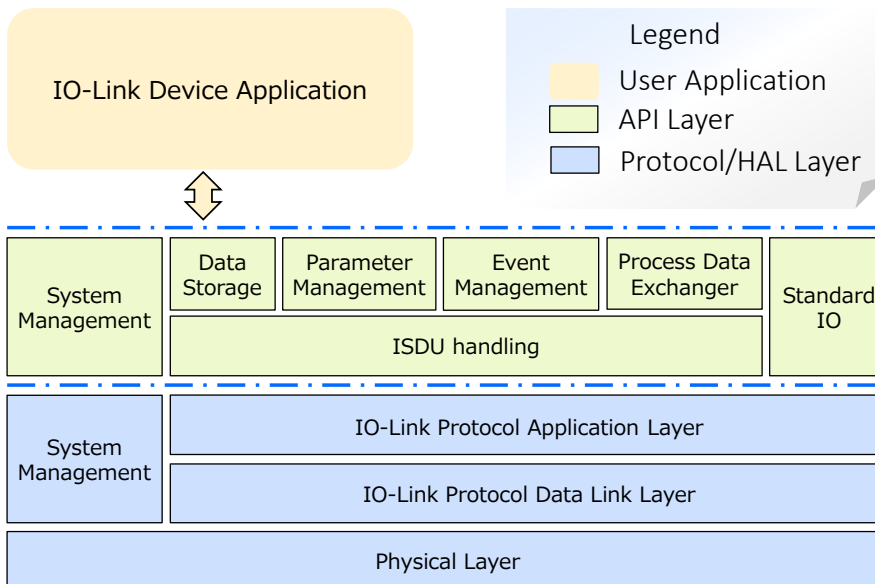 IO-Link Device Application
Legend
User Application
API Layer
Protocol/HAL Layer
System
Management
Data
Storage
Parameter
Management
Event
Management
Process Data
Exchanger
Standard
IO
ISDU handling
System
Management
IO-Link Protocol Application Layer
IO-Link Protocol Data Link Layer
Physical Layer